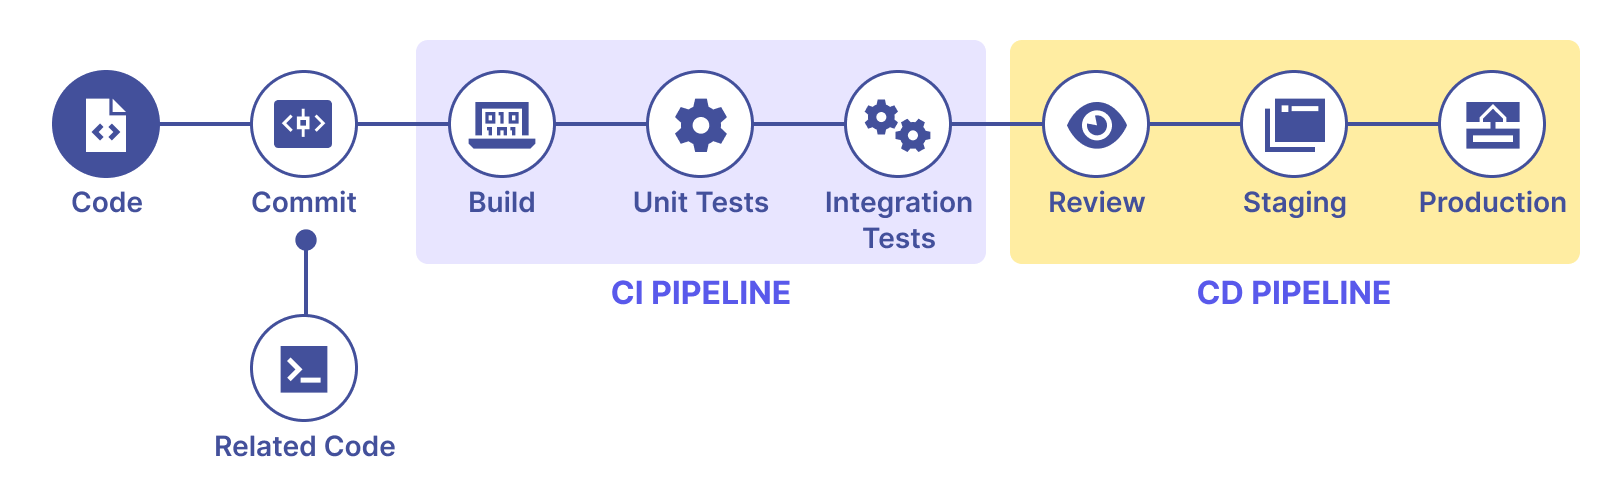 Code
Commit
Build
Unit Tests
Integration
Tests
Review
Staging
Production
CI PIPELINE
CD PIPELINE
Related Code